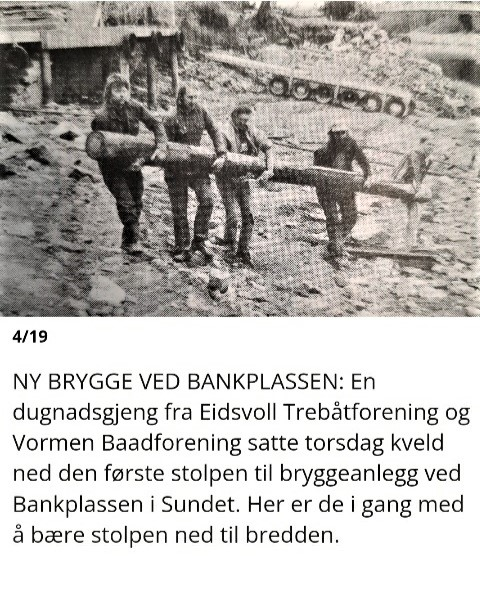 4/19
NY BRYGGE VED BANKPLASSEN: En
dugnadsgjeng fra Eidsvoll Trebåtforening og
Vormen Baadforening satte torsdag kveld
ned den første stolpen til bryggeanlegg ved
Bankplassen i Sundet. Her er de i gang med
å bære stolpen ned til bredden.